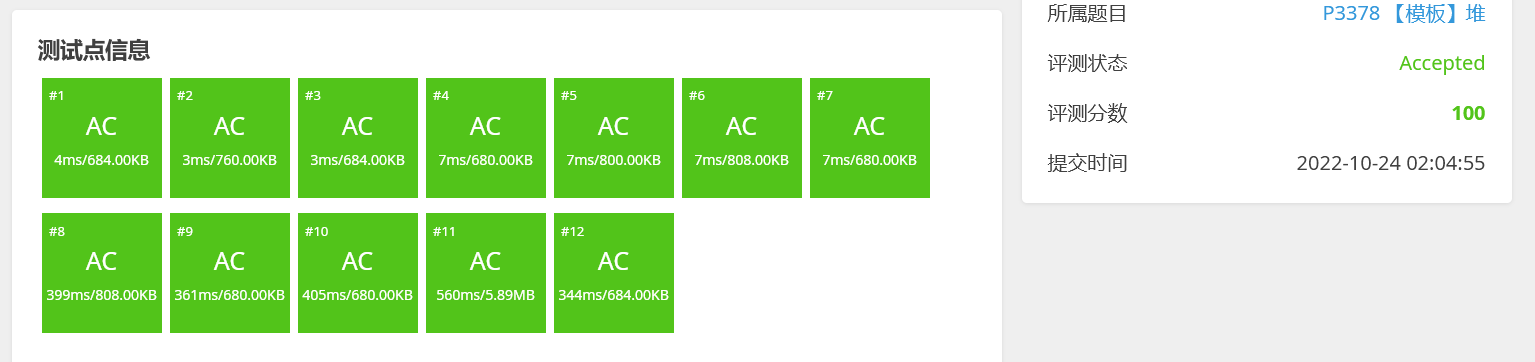 测试点信息
#1
AC
4ms/684.00KB
#2
AC
3ms/760.00KB
#3
AC
3ms/684.00KB
#4
AC
7ms/680.00KB
#5
AC
7ms/800.00KB
#6
AC
7ms/808.00KB
#7
AC
7ms/680.00KB
#8
AC
399ms/808.00KB
#9
AC
361ms/680.00KB
#10
AC
405ms/680.00KB
#11
AC
560ms/5.89MB
#12
AC
344ms/684.00KB
所属题目 P3378 【模板】堆
评测状态 Accepted
评测分数 100
提交时间 2022-10-24 02:04:55